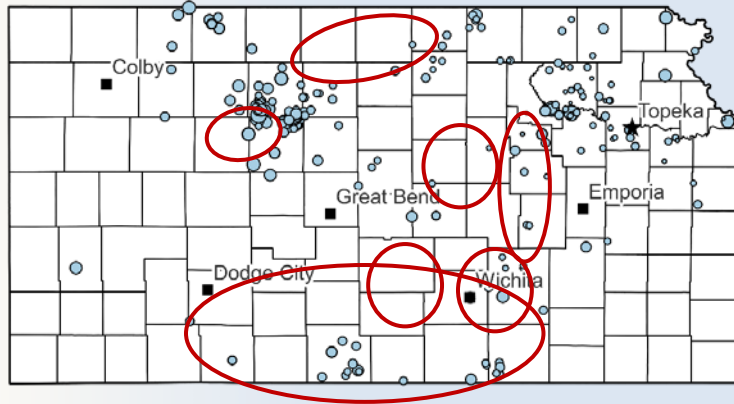 Colby
Topeka
Great Bend
Emporia
Dodge City
Wichita